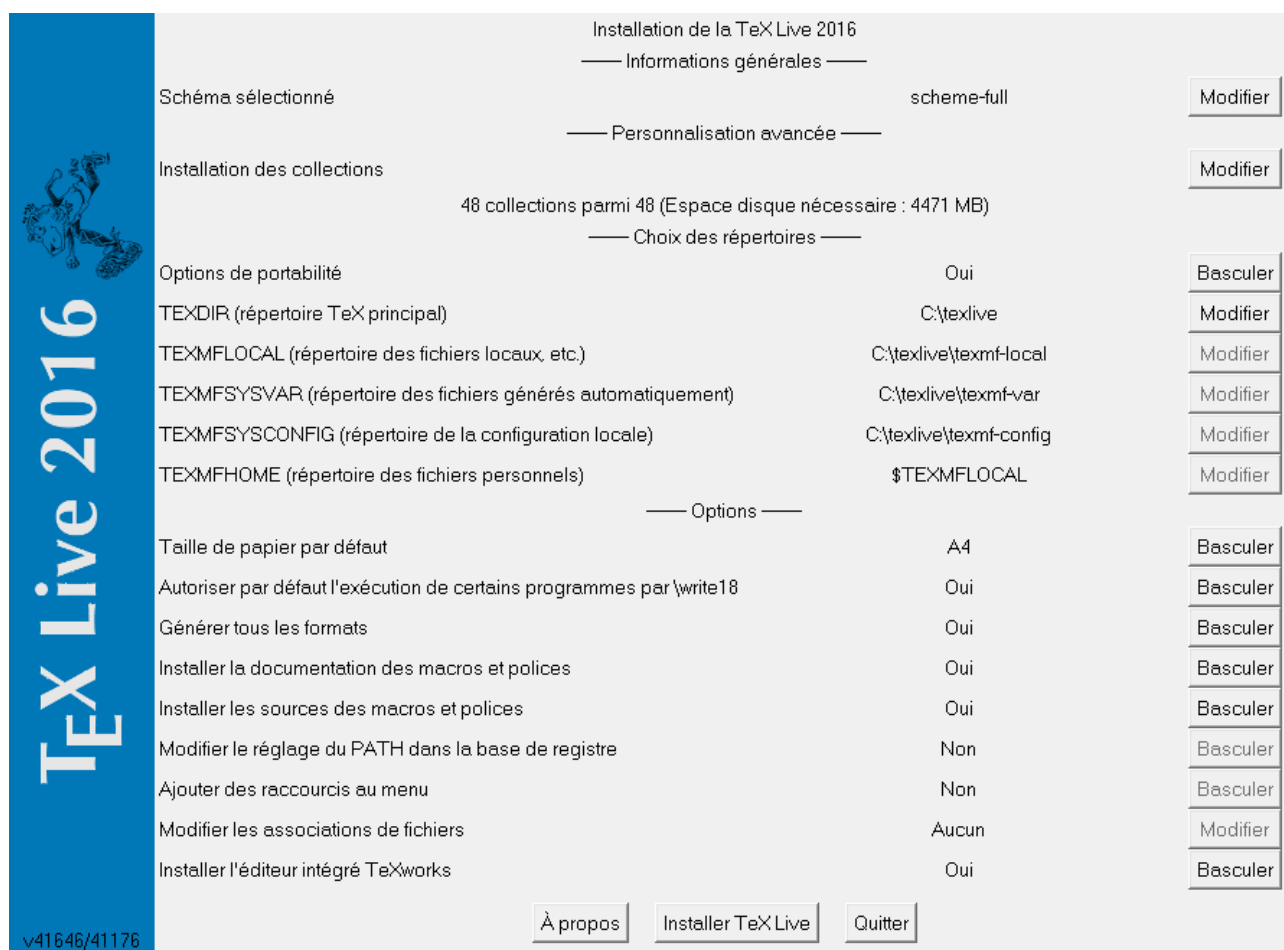 Installation de la TeX Live 2016
Informations générales
Schéma sélectionné scheme-full Modifier
Personnalisation avancée
Installation des collections Modifier
48 collections parmi 48 (Espace disque nécessaire : 4471 MB)
Choix des répertoires
Options de portabilité Oui Basculer
TEXDIR (répertoire TeX principal) C:\texlive Modifier
TEXMFLOCAL (répertoire des fichiers locaux, etc.) C:\texlive\texmf-local Modifier
TEXMFSYSVAR (répertoire des fichiers générés automatiquement) C:\texlive\texmf-var Modifier
TEXMFSYSCONFIG (répertoire de la configuration locale) C:\texlive\texmf-config Modifier
TEXMFHOME (répertoire des fichiers personnels) $TEXMFLOCAL Modifier
Options
Taille de papier par défaut A4 Basculer
Autoriser par défaut l'exécution de certains programmes par \write18 Oui Basculer
Générer tous les formats Oui Basculer
Installer la documentation des macros et polices Oui Basculer
Installer les sources des macros et polices Oui Basculer
Modifier le réglage du PATH dans la base de registre Non Basculer
Ajouter des raccourcis au menu Non Basculer
Modifier les associations de fichiers Aucun Modifier
Installer l'éditeur intégré TeXworks Oui Basculer
À propos Installer TeX Live Quitter
TEX Live 2016
v41646/41176